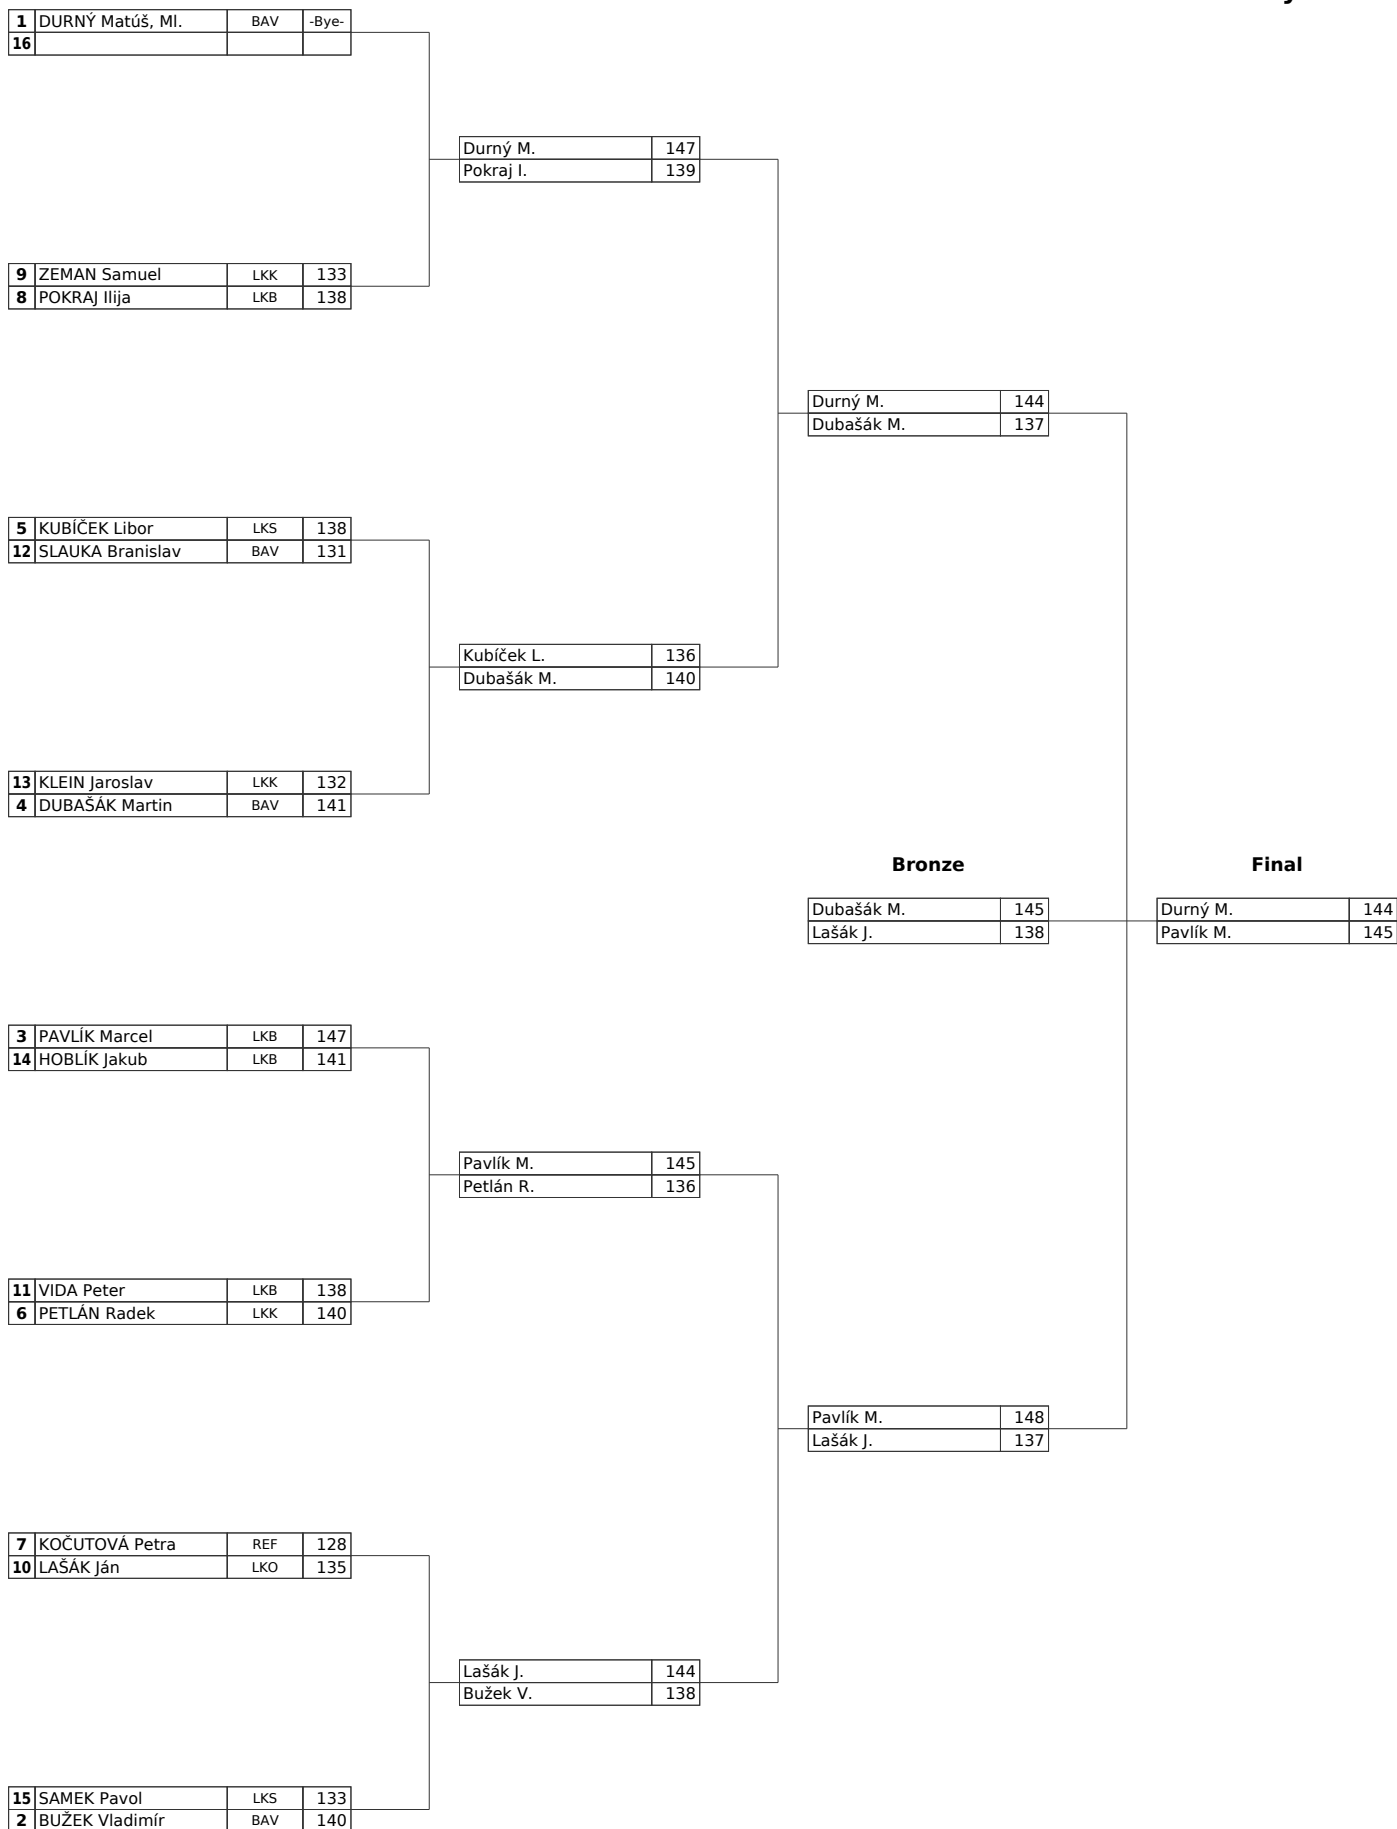 1 DURNÝ Matúš, Ml. BAV -Bye-
16
Durný M. 147
Pokraj I. 139
9 ZEMAN Samuel LKK 133
8 POKRAJ Ilija LKB 138
Durný M. 144
Dubašák M. 137
5 KUBÍČEK Libor LKS 138
12 SLAUKA Branislav BAV 131
Kubíček L. 136
Dubašák M. 140
13 KLEIN Jaroslav LKK 132
4 DUBAŠÁK Martin BAV 141
Bronze Final
Dubašák M. 145 Durný M. 144
Lašák J. 138 Pavlík M. 145
3 PAVLÍK Marcel LKB 147
14 HOBLÍK Jakub LKB 141
Pavlík M. 145
Petlán R. 136
11 VIDA Peter LKB 138
6 PETLÁN Radek LKK 140
Pavlík M. 148
Lašák J. 137
7 KOČUTOVÁ Petra REF 128
10 LAŠÁK Ján LKO 135
Lašák J. 144
Bužek V. 138
15 SAMEK Pavol LKS 133
2 BUŽEK Vladimír BAV 140